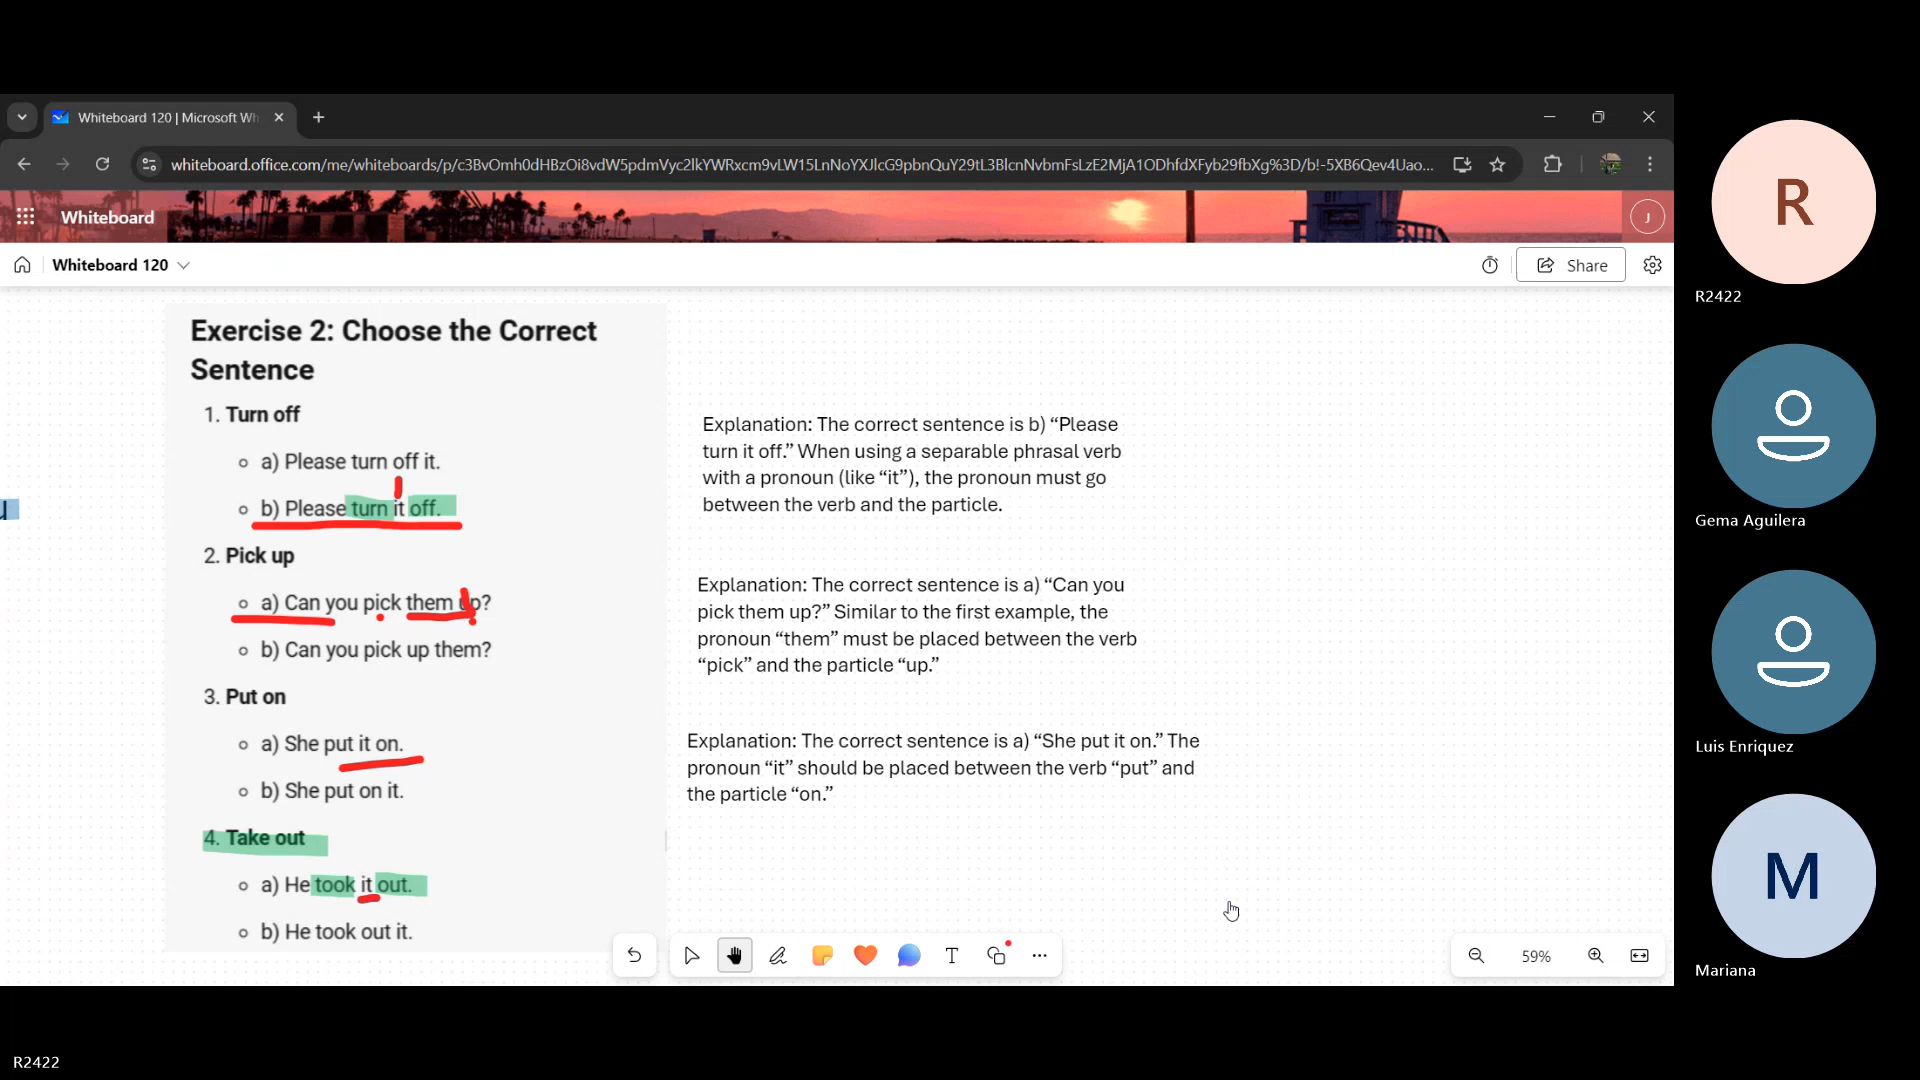 Whiteboard 120 | Microsoft Wh
whiteboard.office.com/me/whiteboards/p/c3BvOmh0dHBzOi8vdW5pdmVyc2lkYWRxcm9vLW15LnNoYXJlcG9pbnQuY29tL3BlcnNvbmFsLzE2MjA1ODhfdXFyb29fbXg%3D/b!-5XB6Qev4Uao...
Whiteboard
J
Whiteboard 120
Share
Exercise 2: Choose the Correct
Sentence
1. Turn off
a) Please turn off it.
b) Please turn it off.
2. Pick up
a) Can you pick them up?
b) Can you pick up them?
3. Put on
a) She put it on.
b) She put on it.
4. Take out
a) He took it out.
b) He took out it.
Explanation: The correct sentence is b) “Please
turn it off.” When using a separable phrasal verb
with a pronoun (like “it”), the pronoun must go
between the verb and the particle.
Explanation: The correct sentence is a) “Can you
pick them up?” Similar to the first example, the
pronoun “them” must be placed between the verb
“pick” and the particle “up.”
Explanation: The correct sentence is a) “She put it on.” The
pronoun “it” should be placed between the verb “put” and
the particle “on.”
59%
R
R2422
Gema Aguilera
Luis Enriquez
M
Mariana
R2422